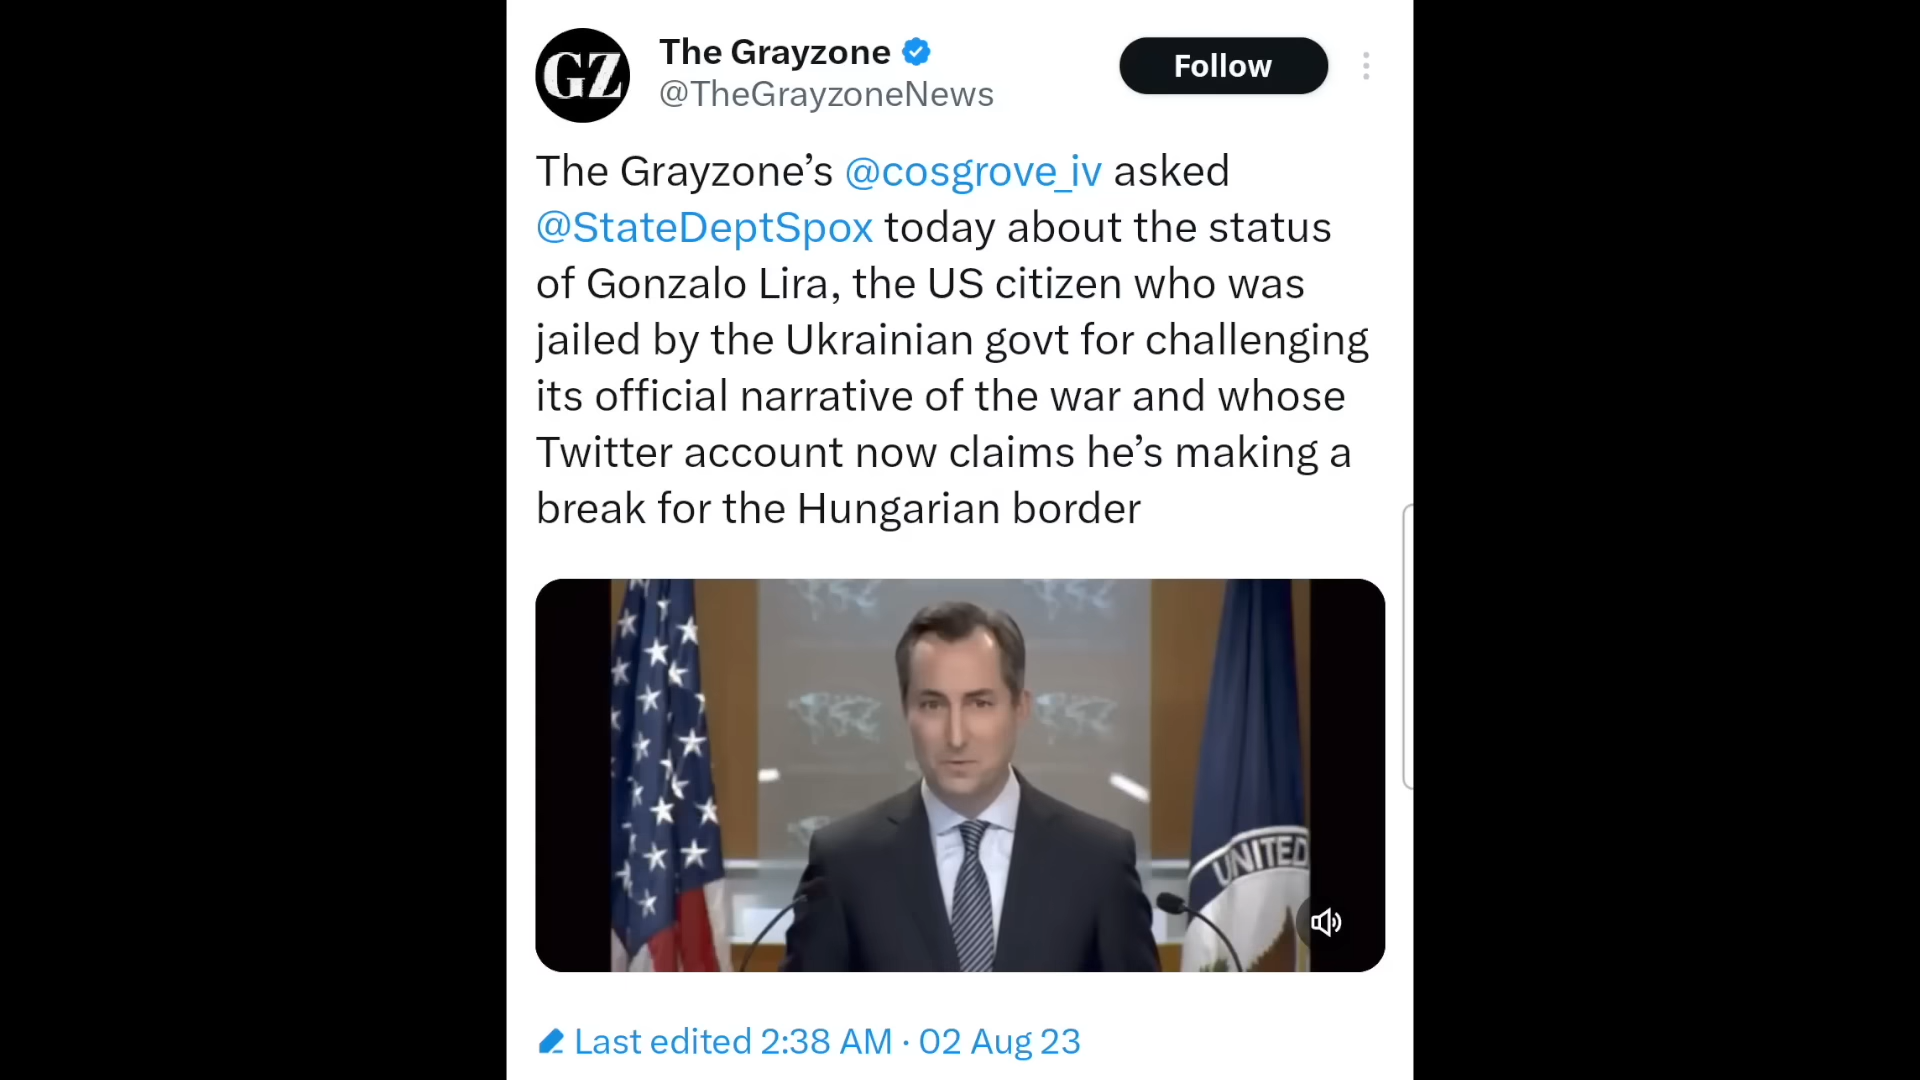 GZ
The Grayzone
@TheGrayzoneNews
Follow
The Grayzone’s @cosgrove_iv asked
@StateDeptSpox today about the status
of Gonzalo Lira, the US citizen who was
jailed by the Ukrainian govt for challenging
its official narrative of the war and whose
Twitter account now claims he’s making a
break for the Hungarian border
UNITED
Last edited 2:38 AM · 02 Aug 23